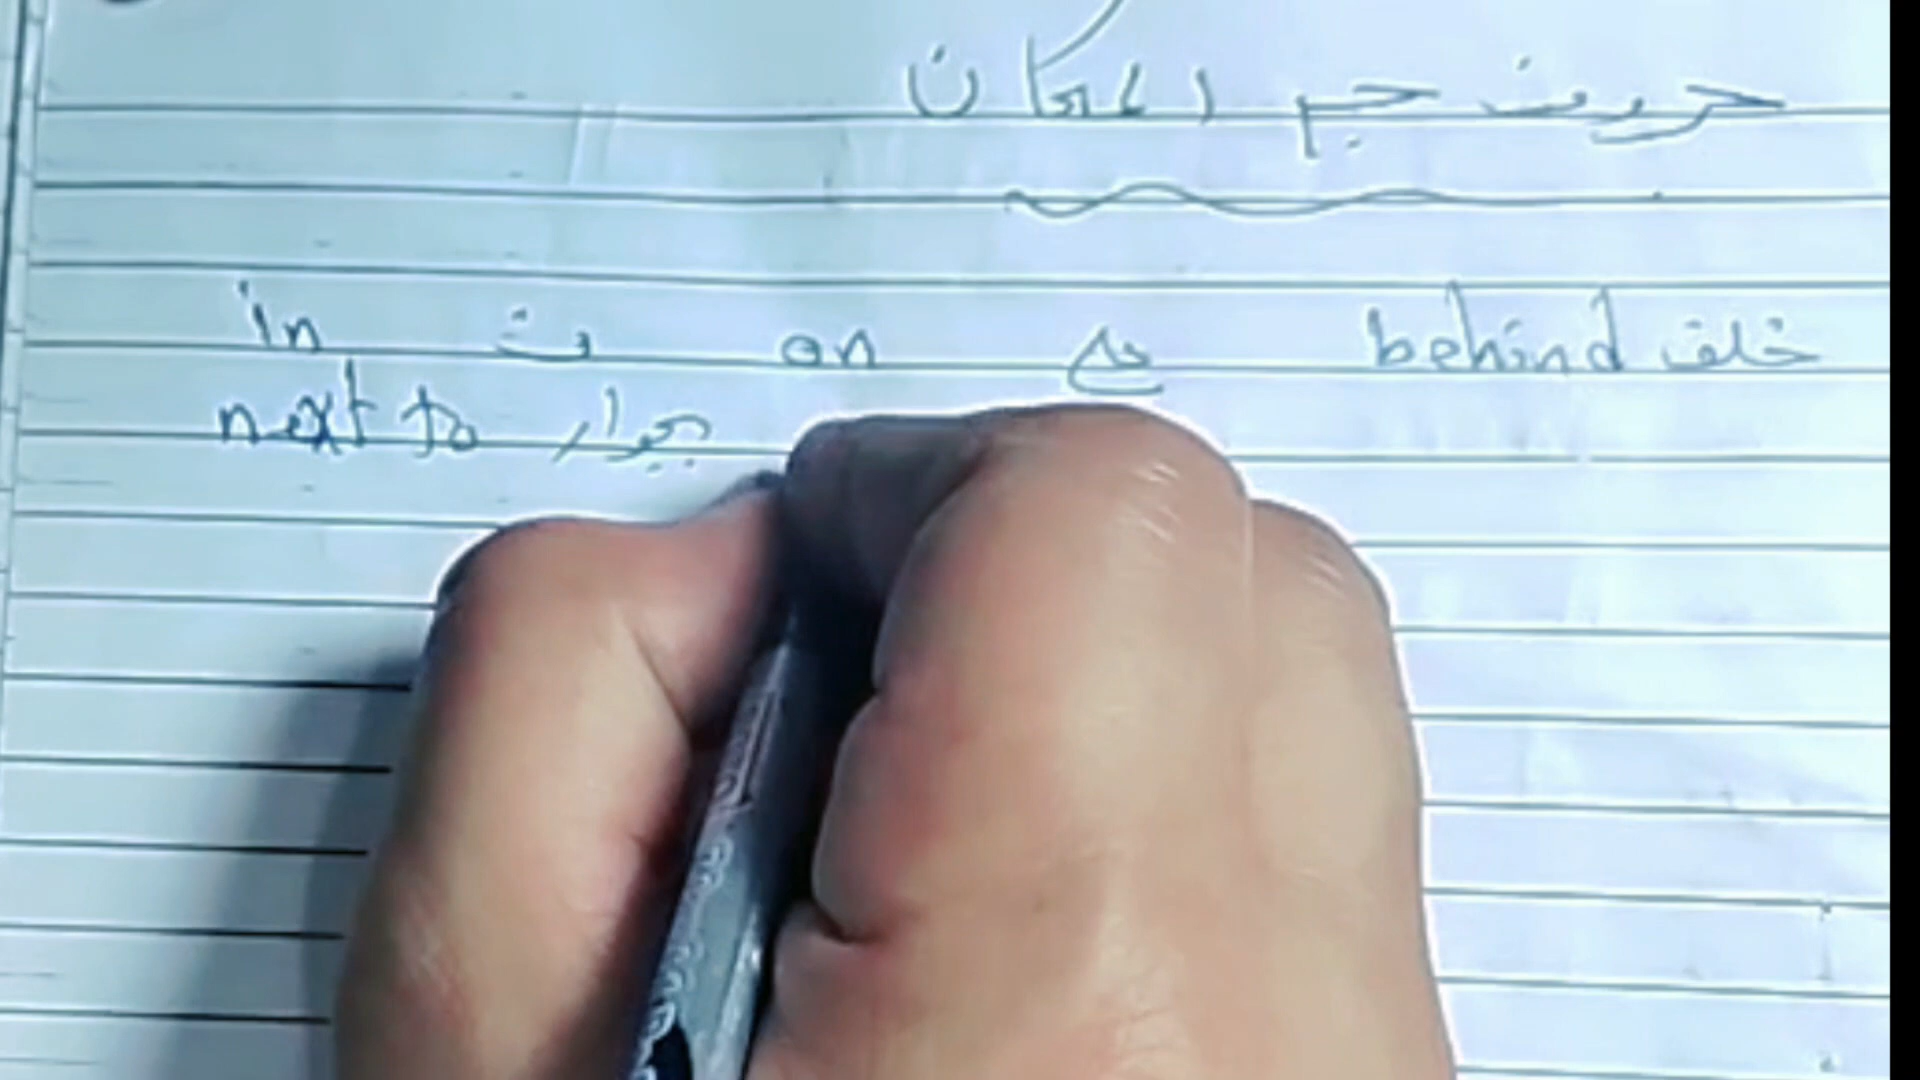 حروف جر المكان
in في on على behind خلف
next to بجوار